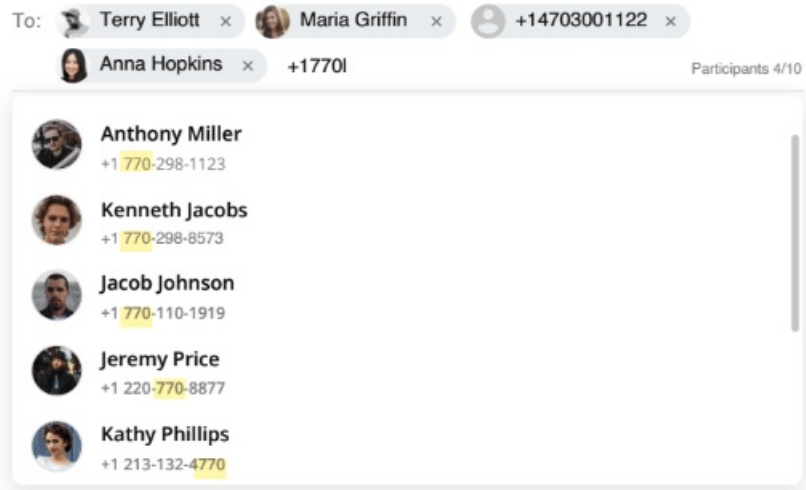 To: Terry Elliott × Maria Griffin × +14703001122 ×
Anna Hopkins × +1770l Participants 4/10
Anthony Miller
+1 770-298-1123
Kenneth Jacobs
+1 770-298-8573
Jacob Johnson
+1 770-110-1919
Jeremy Price
+1 220-770-8877
Kathy Phillips
+1 213-132-4770